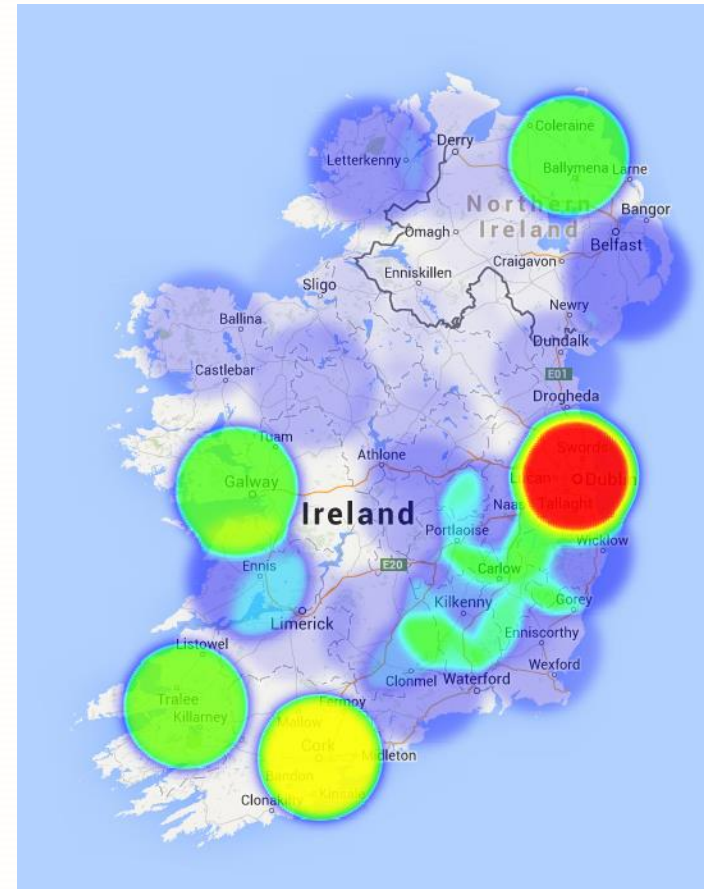 Coleraine
Derry
Letterkenny
Ballymena
Larne
Northern
Ireland
Bangor
Omagh
Belfast
Craigavon
Enniskillen
Sligo
Newry
Ballina
Dundalk
Castlebar
E01
Drogheda
Tuam
Swords
Athlone
Galway
Lucan
Dublin
Naas
Tallaght
Ireland
Portlaoise
Wicklow
Ennis
E20
Carlow
Kilkenny
Gorey
Limerick
Enniscorthy
Listowel
Wexford
Clonmel
Waterford
Tralee
Killarney
Fermoy
Mallow
Cork
Midleton
Bandon
Kinsale
Clonakilty